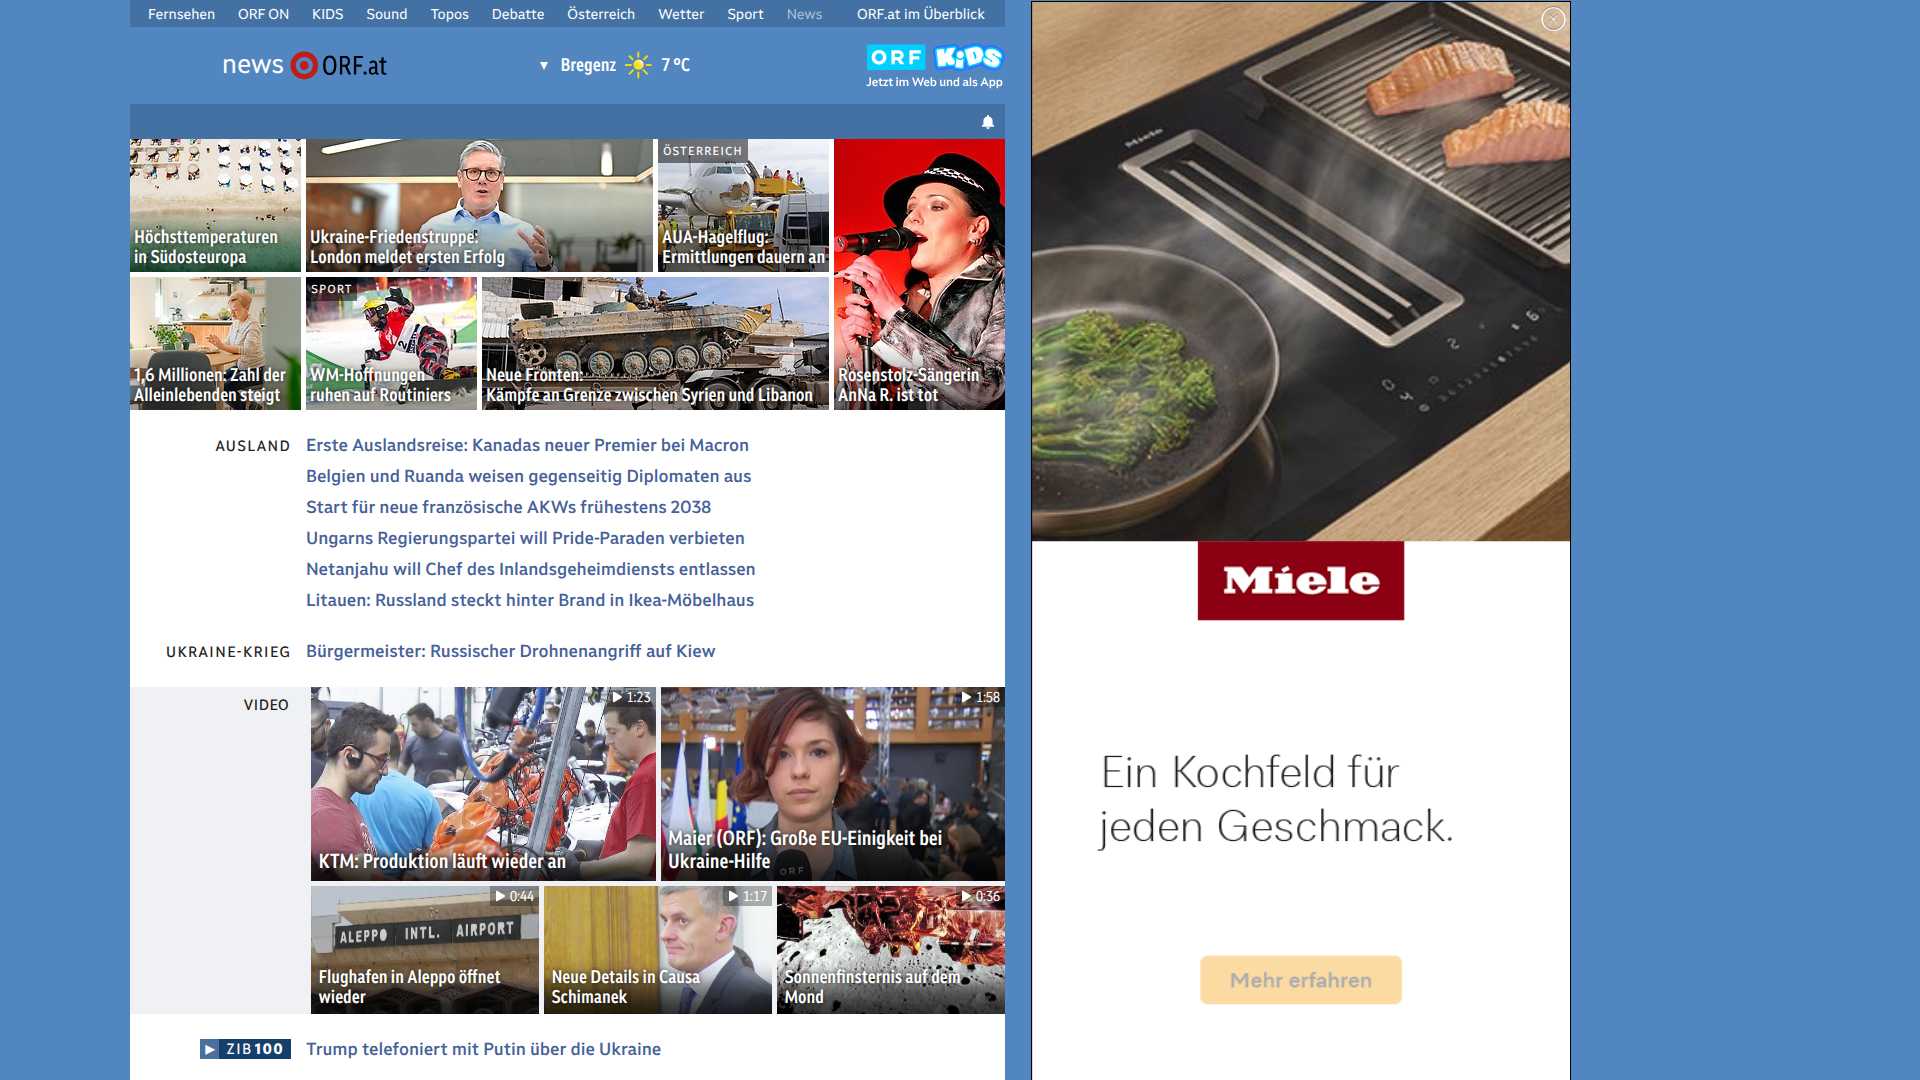 Fernsehen ORF ON KIDS Sound Topos Debatte Österreich Wetter Sport News ORF.at im Überblick
news ORF.at
▼ Bregenz 7 °C
ORF KiDS
Jetzt im Web und als App
Höchsttemperaturen
in Südosteuropa
Ukraine-Friedenstruppe:
London meldet ersten Erfolg
ÖSTERREICH
AUA-Hagelflug:
Ermittlungen dauern an
Rosenstolz-Sängerin
AnNa R. ist tot
1,6 Millionen: Zahl der
Alleinlebenden steigt
SPORT
WM-Hoffnungen
ruhen auf Routiniers
Neue Fronten:
Kämpfe an Grenze zwischen Syrien und Libanon
AUSLAND
Erste Auslandsreise: Kanadas neuer Premier bei Macron
Belgien und Ruanda weisen gegenseitig Diplomaten aus
Start für neue französische AKWs frühestens 2038
Ungarns Regierungspartei will Pride-Paraden verbieten
Netanjahu will Chef des Inlandsgeheimdiensts entlassen
Litauen: Russland steckt hinter Brand in Ikea-Möbelhaus
UKRAINE-KRIEG
Bürgermeister: Russischer Drohnenangriff auf Kiew
VIDEO
1:23
KTM: Produktion läuft wieder an
1:58
Maier (ORF): Große EU-Einigkeit bei
Ukraine-Hilfe
ORF
0:44
ALEPPO INTL. AIRPORT
Flughafen in Aleppo öffnet
wieder
1:17
Neue Details in Causa
Schimanek
0:36
Sonnenfinsternis auf dem
Mond
ZIB 100
Trump telefoniert mit Putin über die Ukraine
Miele
Miele
Ein Kochfeld für
jeden Geschmack.
Mehr erfahren